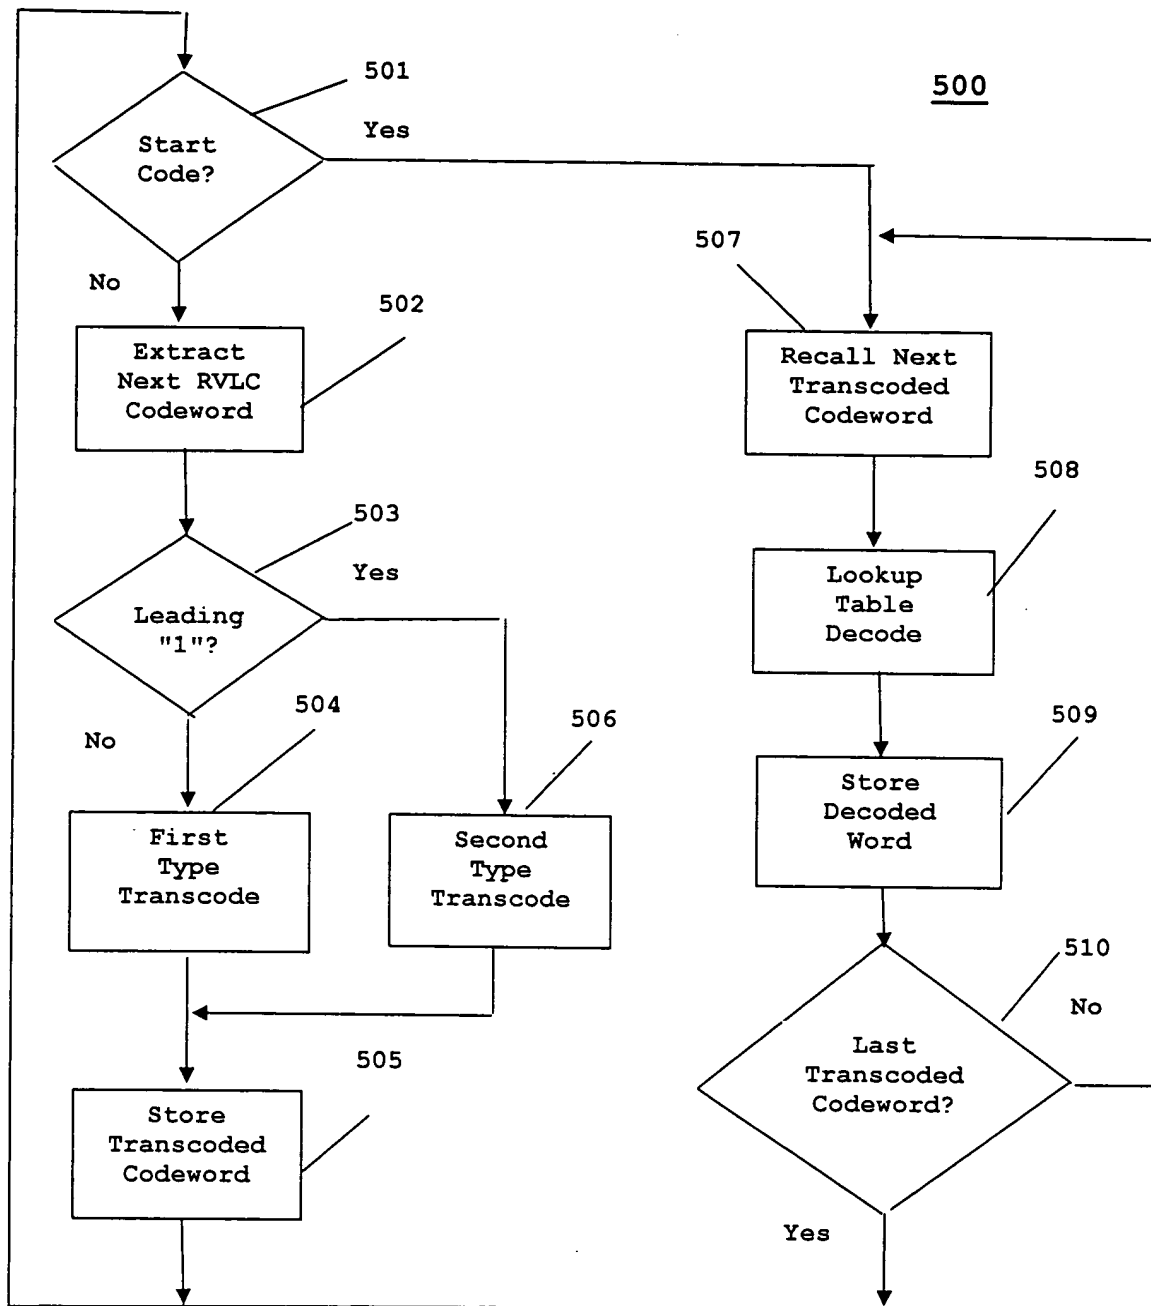 500
501
Start
Code?
Yes
No
502
Extract
Next RVLC
Codeword
503
Leading
"1"?
Yes
No
504
First
Type
Transcode
506
Second
Type
Transcode
505
Store
Transcoded
Codeword
507
Recall Next
Transcoded
Codeword
508
Lookup
Table
Decode
509
Store
Decoded
Word
510
Last
Transcoded
Codeword?
No
Yes